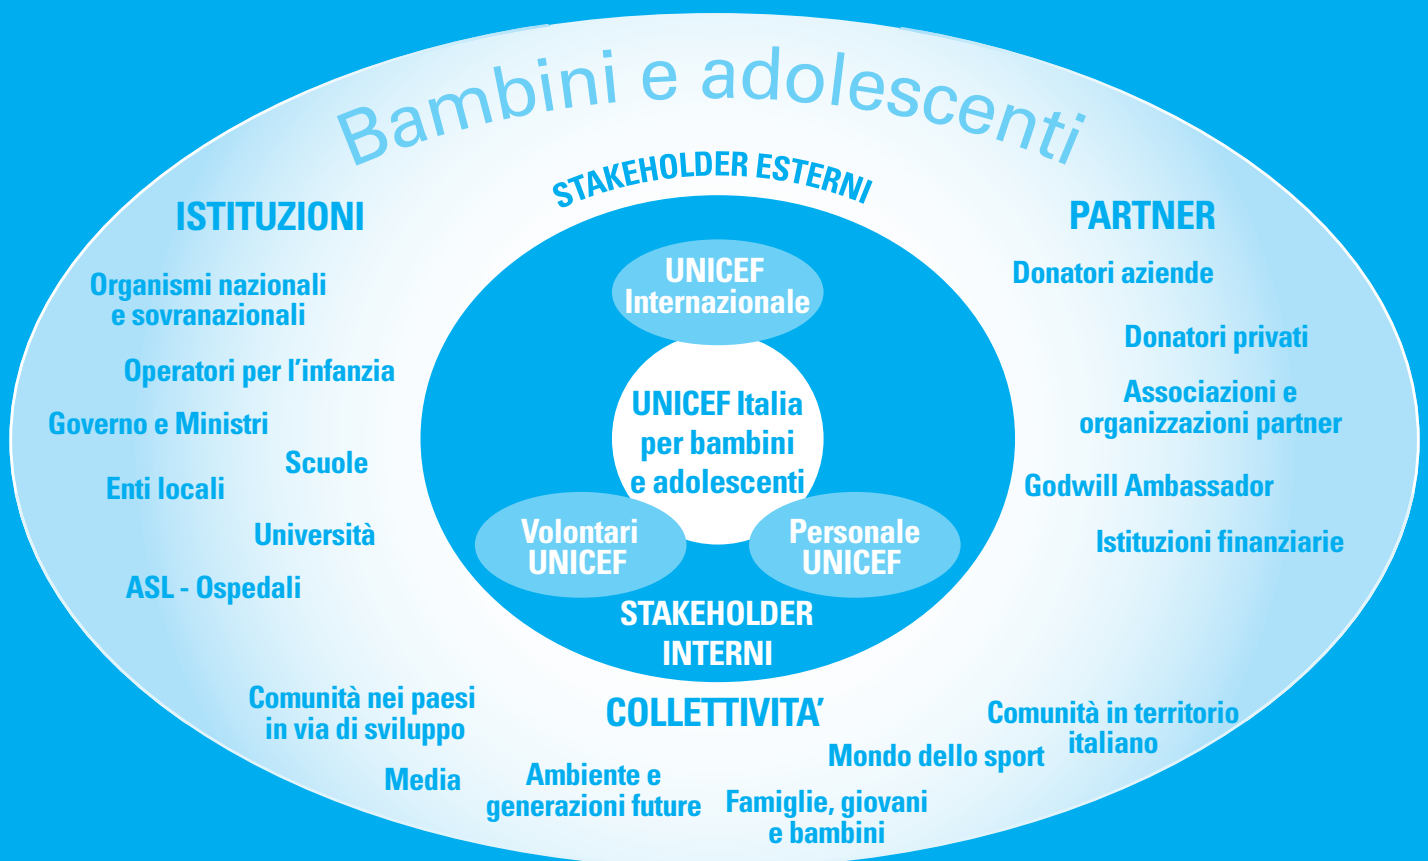 Bambini e adolescenti
STAKEHOLDER ESTERNI
ISTITUZIONI
Organismi nazionali
e sovranazionali
Operatori per l’infanzia
Governo e Ministri
Scuole
Enti locali
Università
ASL - Ospedali
UNICEF
Internazionale
UNICEF Italia
per bambini
e adolescenti
Volontari
UNICEF
Personale
UNICEF
STAKEHOLDER
INTERNI
PARTNER
Donatori aziende
Donatori privati
Associazioni e
organizzazioni partner
Godwill Ambassador
Istituzioni finanziarie
COLLETTIVITA’
Comunità nei paesi
in via di sviluppo
Media
Ambiente e
generazioni future
Famiglie, giovani
e bambini
Mondo dello sport
Comunità in territorio
italiano